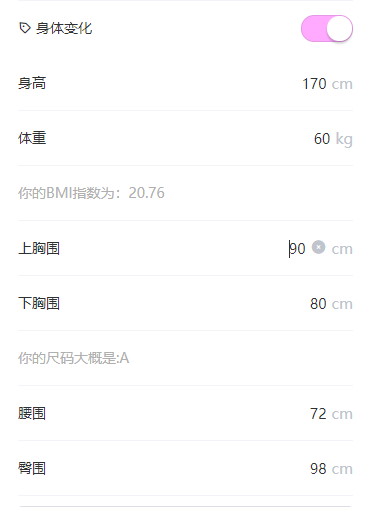 身体变化
身高 170 cm
体重 60 kg
你的BMI指数为：20.76
上胸围 90 cm
下胸围 80 cm
你的尺码大概是:A
腰围 72 cm
臀围 98 cm